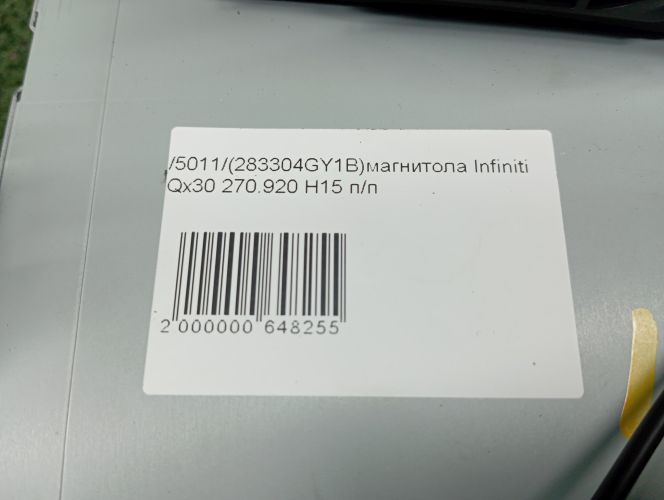 /5011/(283304GY1B)магнитола Infiniti
Qx30 270.920 H15 п/п
2 000000 648255